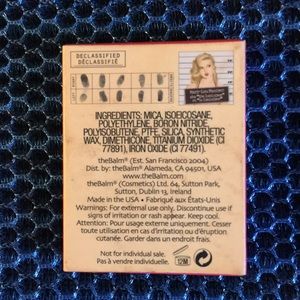 DECLASSIFIED
DÉCLASSIFIÉ
INGREDIENTS: MICA, ISOEICOSANE,
POLYETHYLENE, BORON NITRIDE,
POLYISOBUTENE, PTFE, SILICA, SYNTHETIC
WAX, DIMETHICONE, TITANIUM DIOXIDE (CI
77891), IRON OXIDE (CI 77491).
theBalm® (Est. San Francisco 2004)
Dist. by: theBalm® Alameda, CA 94501, USA
www.theBalm.com
theBalm® (Cosmetics) Ltd. 64, Sutton Park,
Sutton, Dublin 13, Ireland
Made in the USA • Fabriqué aux États-Unis
Warnings: For external use only. Discontinue use if
signs of irritation or rash appear. Keep cool.
Attention: Pour usage externe uniquement. Cesser
toute utilisation en cas d'irritation ou d'éruption
cutanée. Garder dans un endroit frais.
Not for individual sale.
Pas à vendre individuelle.
12M